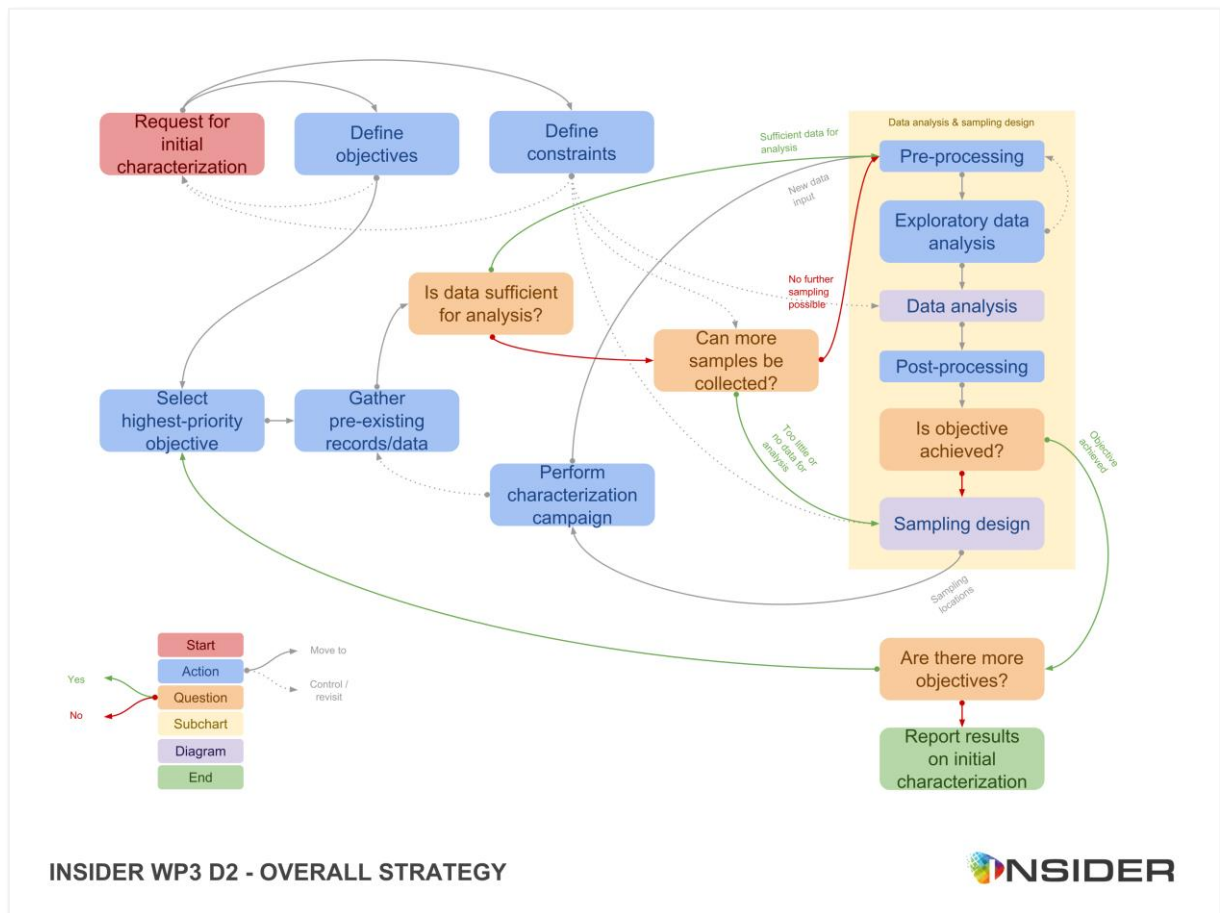 Request for
initial
characterization
Define
objectives
Define
constraints
Sufficient data for
analysis
Data analysis & sampling design
Pre-processing
New data
input
Exploratory data
analysis
Is data sufficient
for analysis?
No further
sampling
possible
Data analysis
Can more
samples be
collected?
Post-processing
Select
highest-priority
objective
Gather
pre-existing
records/data
Too little or
no data for
analysis
Is objective
achieved?
Objective
achieved
Perform
characterization
campaign
Sampling design
Sampling
locations
Start
Action
Question
Subchart
Diagram
End
Yes
No
Move to
Control /
revisit
Are there more
objectives?
Report results
on initial
characterization
INSIDER WP3 D2 - OVERALL STRATEGY
INSIDER